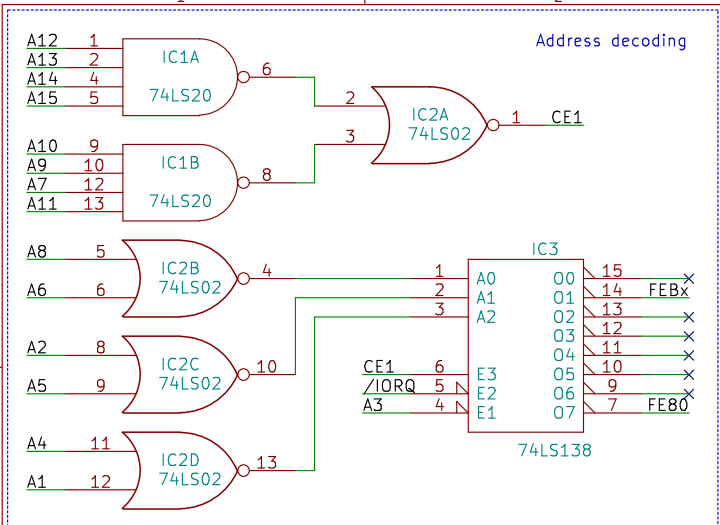 Address decoding
A12 1
A13 2
A14 4
A15 5
IC1A
74LS20
6
2
3
IC2A
74LS02
1 CE1
A10 9
A9 10
A7 12
A11 13
IC1B
74LS20
8
A8 5
A6 6
IC2B
74LS02
4
A2 8
A5 9
IC2C
74LS02
10
A4 11
A1 12
IC2D
74LS02
13
IC3
1 A0 O0 15
2 A1 O1 14 FEBx
3 A2 O2 13
O3 12
O4 11
CE1 6 E3 O5 10
/IORQ 5 E2 O6 9
A3 4 E1 O7 7 FE80
74LS138